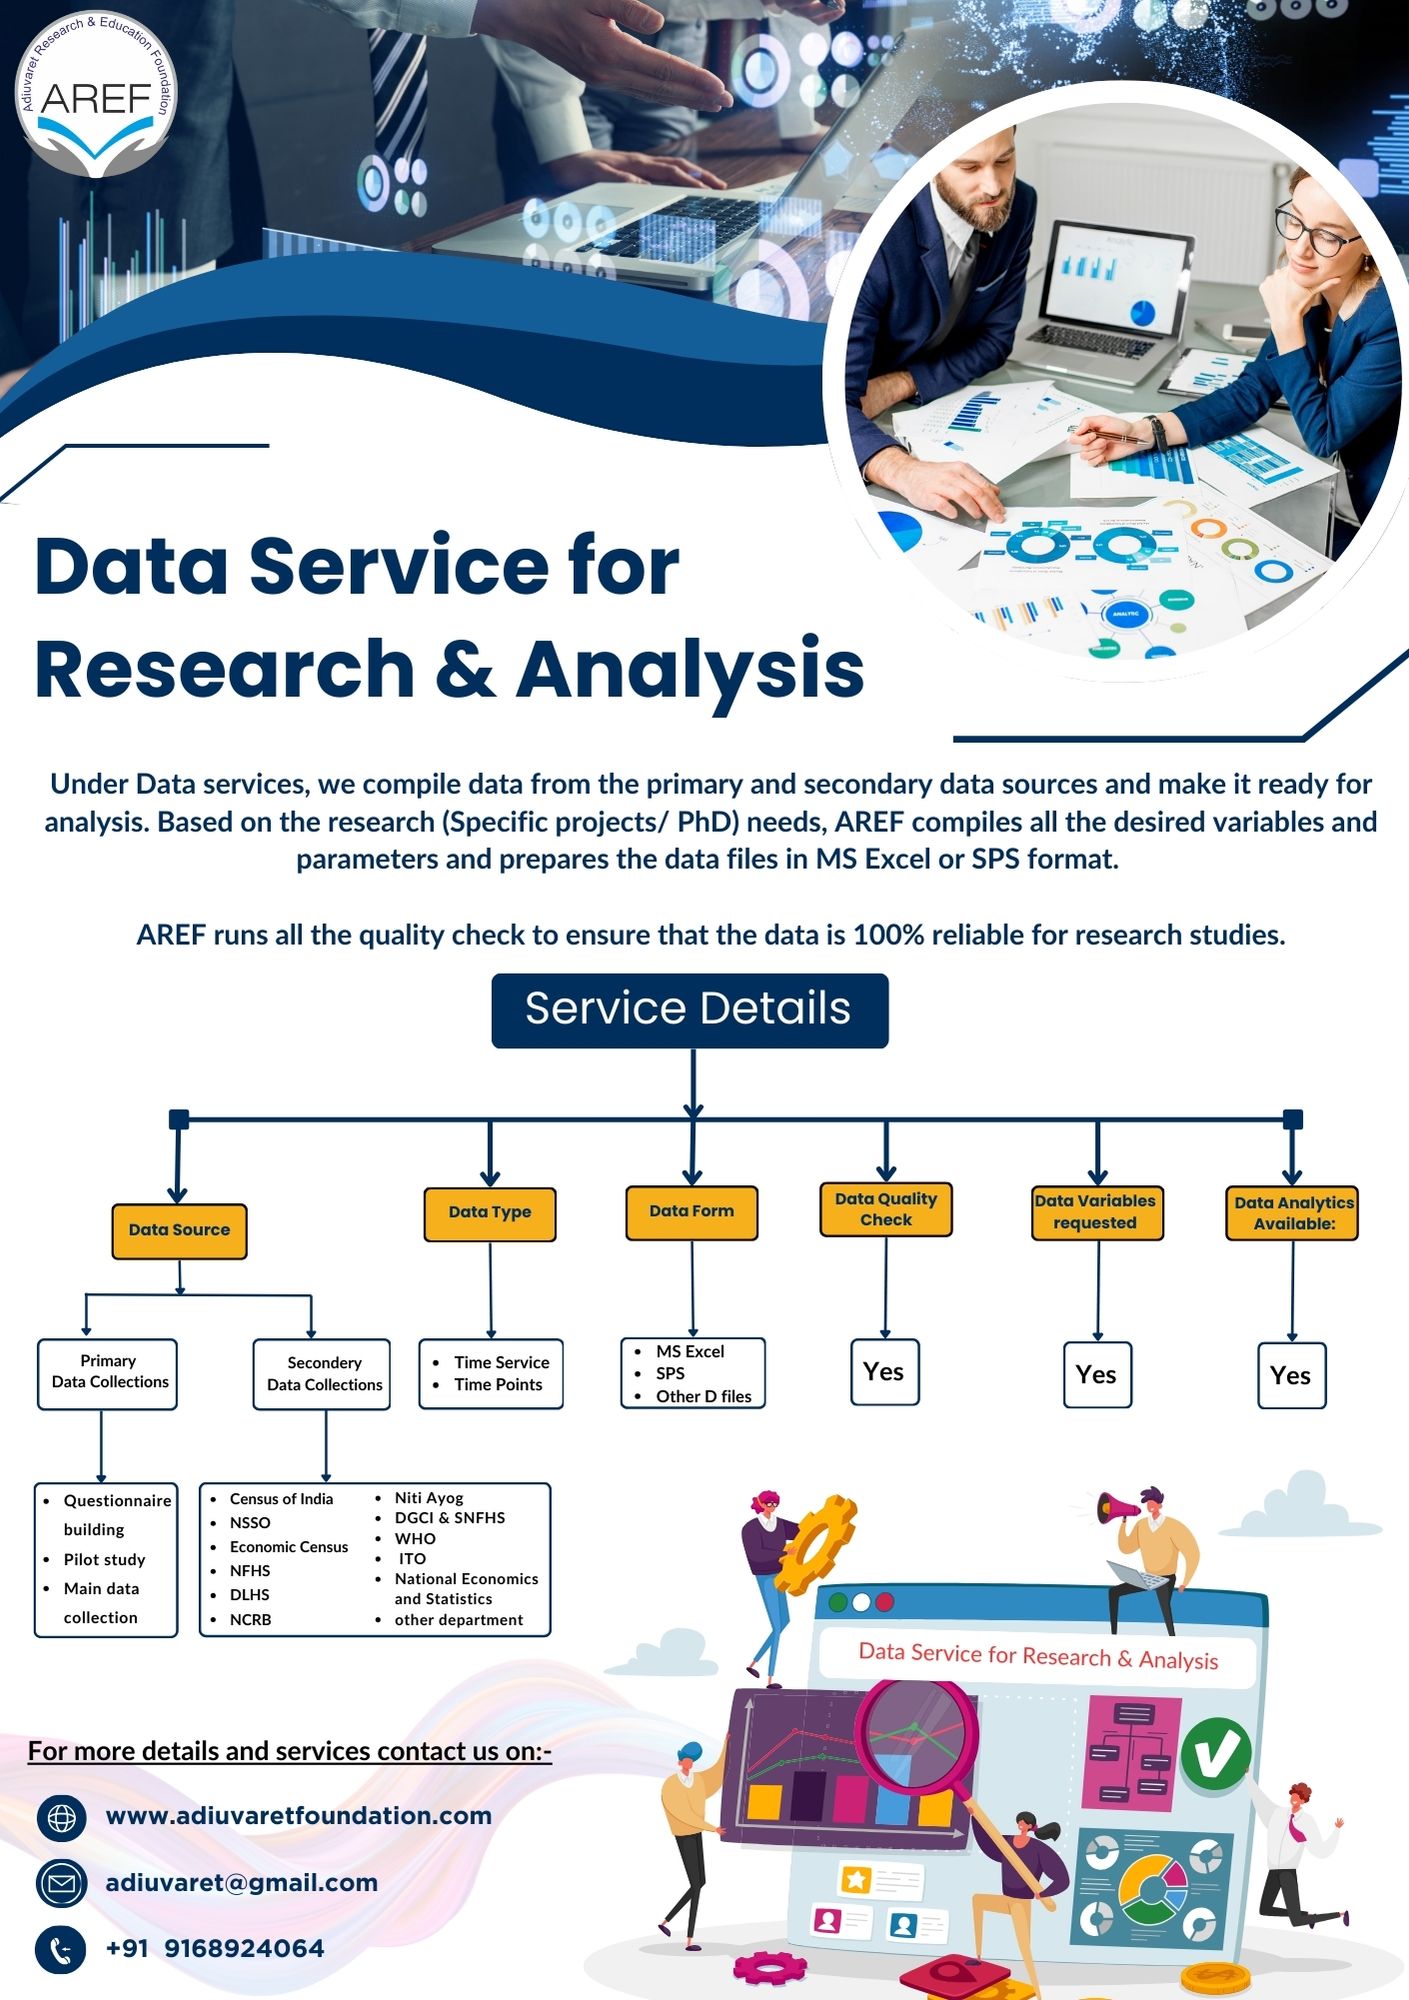 Adiuvaret Research & Education Foundation
AREF
ANALYTIC
Data Service for
Research & Analysis
Under Data services, we compile data from the primary and secondary data sources and make it ready for
analysis. Based on the research (Specific projects/ PhD) needs, AREF compiles all the desired variables and
parameters and prepares the data files in MS Excel or SPS format.
AREF runs all the quality check to ensure that the data is 100% reliable for research studies.
Service Details
Data Source
Data Type
Data Form
Data Quality
Check
Data Variables
requested
Data Analytics
Available:
Primary
Data Collections
Secondery
Data Collections
• Time Service
• Time Points
• MS Excel
• SPS
• Other D files
Yes
Yes
Yes
• Questionnaire
building
• Pilot study
• Main data
collection
• Census of India
• NSSO
• Economic Census
• NFHS
• DLHS
• NCRB
• Niti Ayog
• DGCI & SNFHS
• WHO
• ITO
• National Economics
and Statistics
• other department
Data Service for Research & Analysis
For more details and services contact us on:-
www.adiuvaretfoundation.com
adiuvaret@gmail.com
+91 9168924064